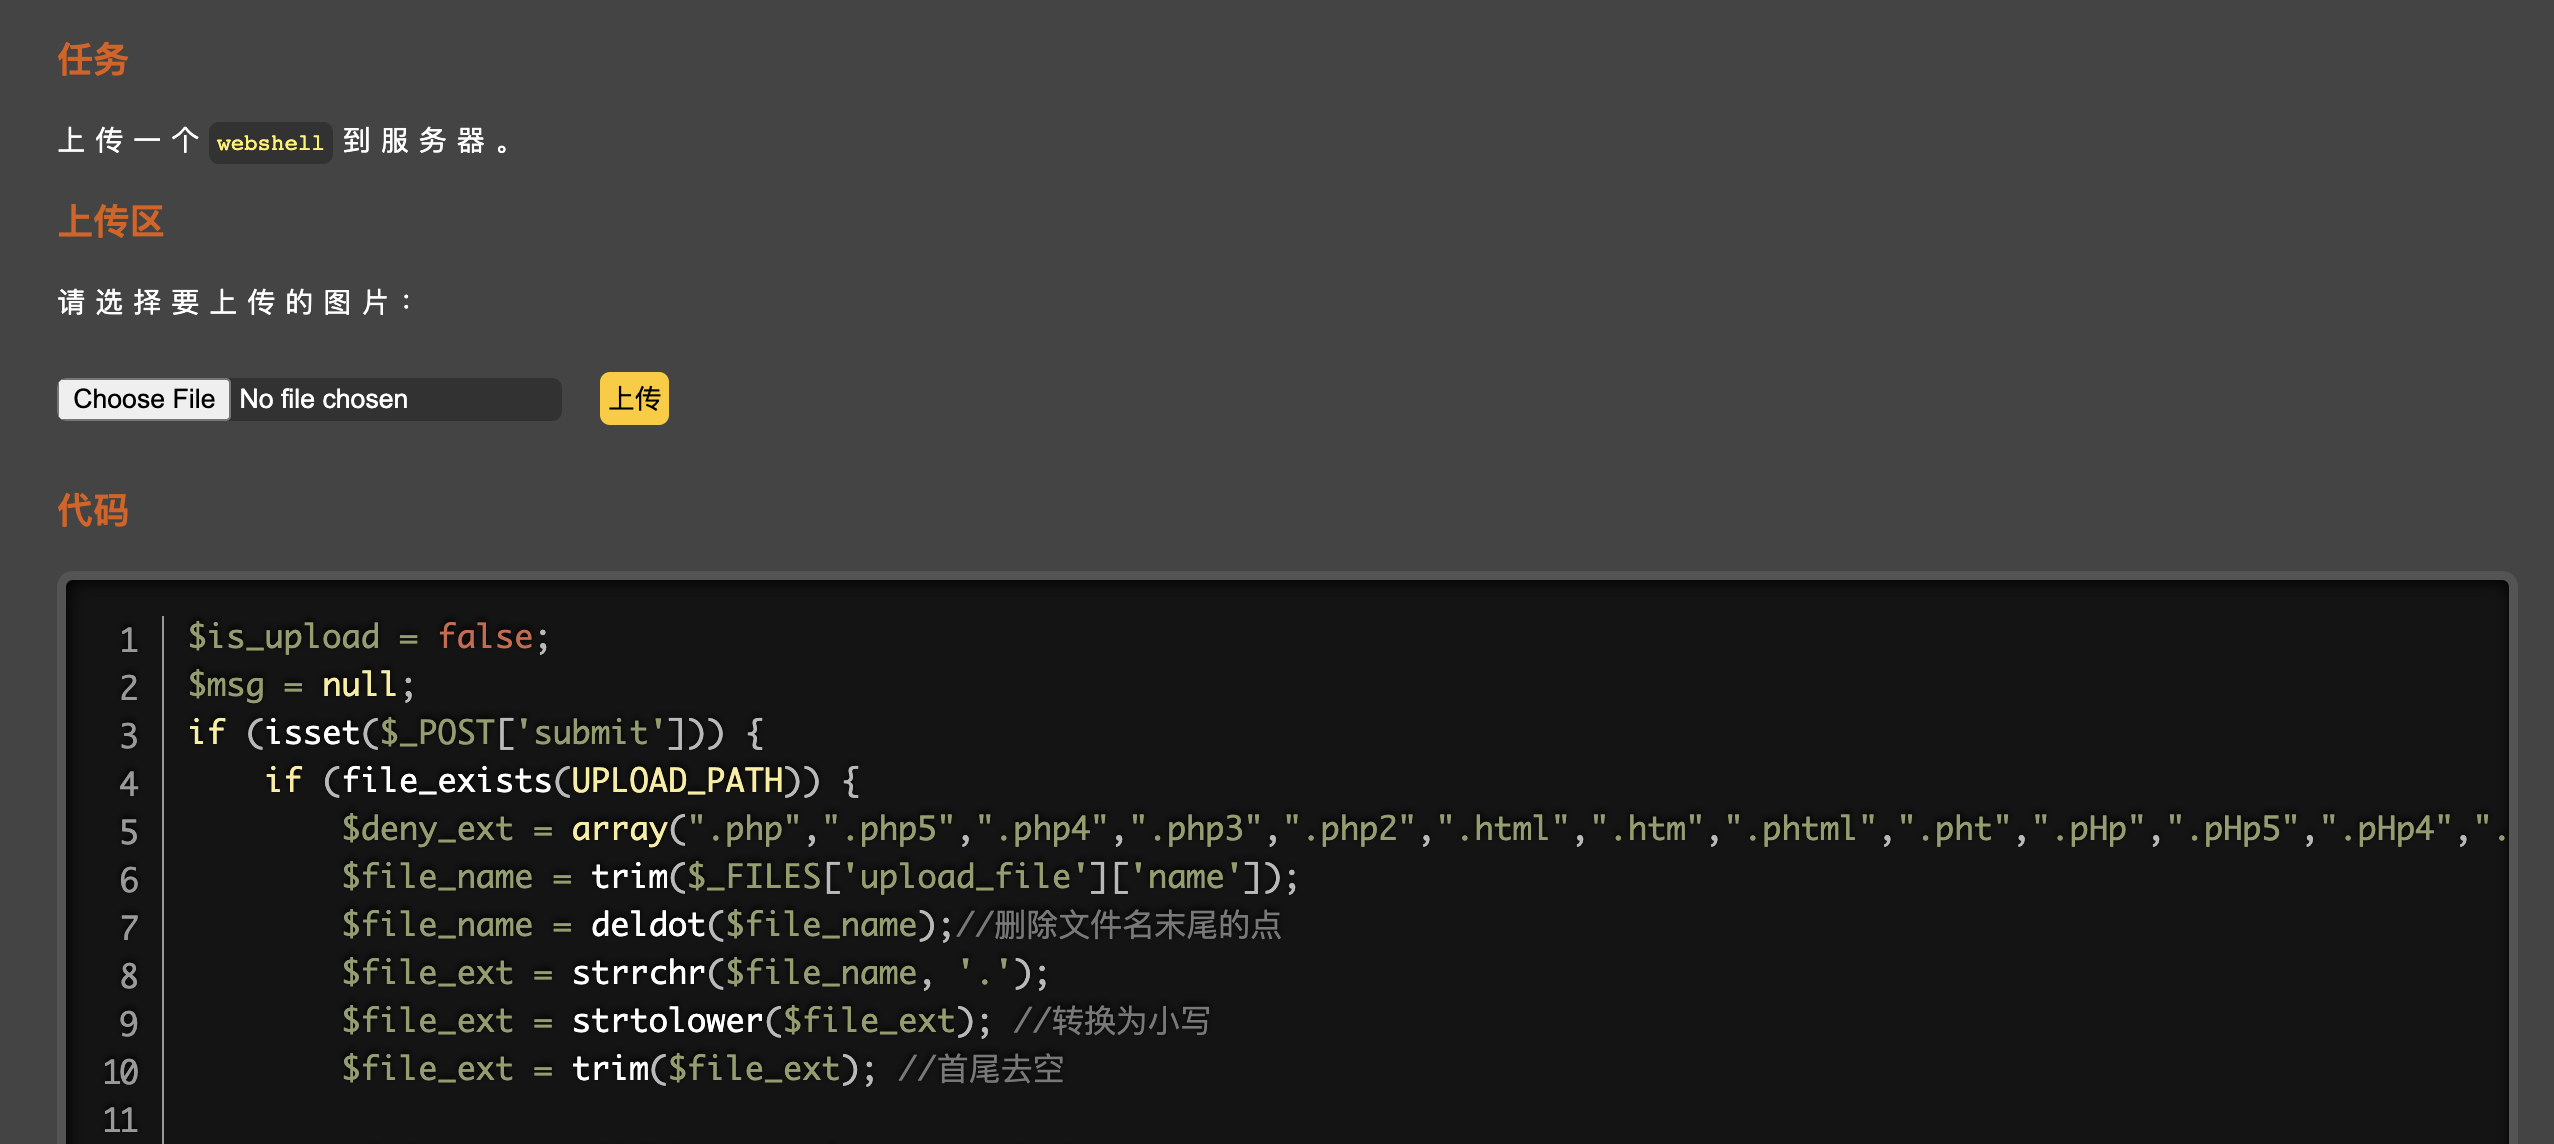 任务
上传一个 webshell 到服务器。
上传区
请选择要上传的图片：
Choose File No file chosen 上传
代码
1 $is_upload = false;
2 $msg = null;
3 if (isset($_POST['submit'])) {
4     if (file_exists(UPLOAD_PATH)) {
5         $deny_ext = array(".php",".php5",".php4",".php3",".php2",".html",".htm",".phtml",".pht",".pHp",".pHp5",".pHp4",".
6         $file_name = trim($_FILES['upload_file']['name']);
7         $file_name = deldot($file_name);//删除文件名末尾的点
8         $file_ext = strrchr($file_name, '.');
9         $file_ext = strtolower($file_ext); //转换为小写
10         $file_ext = trim($file_ext); //首尾去空
11